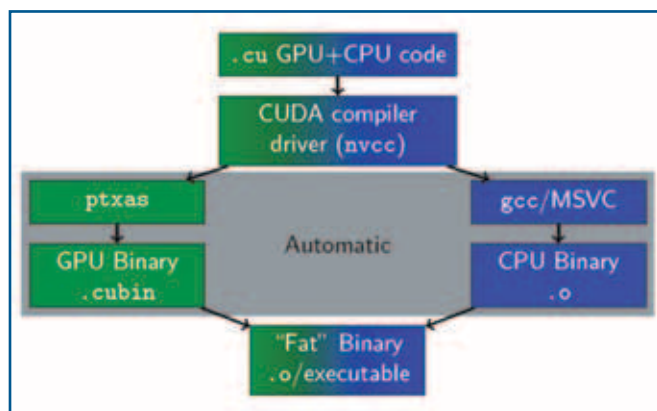 .cu GPU+CPU code
CUDA compiler
driver (nvcc)
ptxas
gcc/MSVC
Automatic
GPU Binary
.cubin
CPU Binary
.o
"Fat" Binary
.o/executable